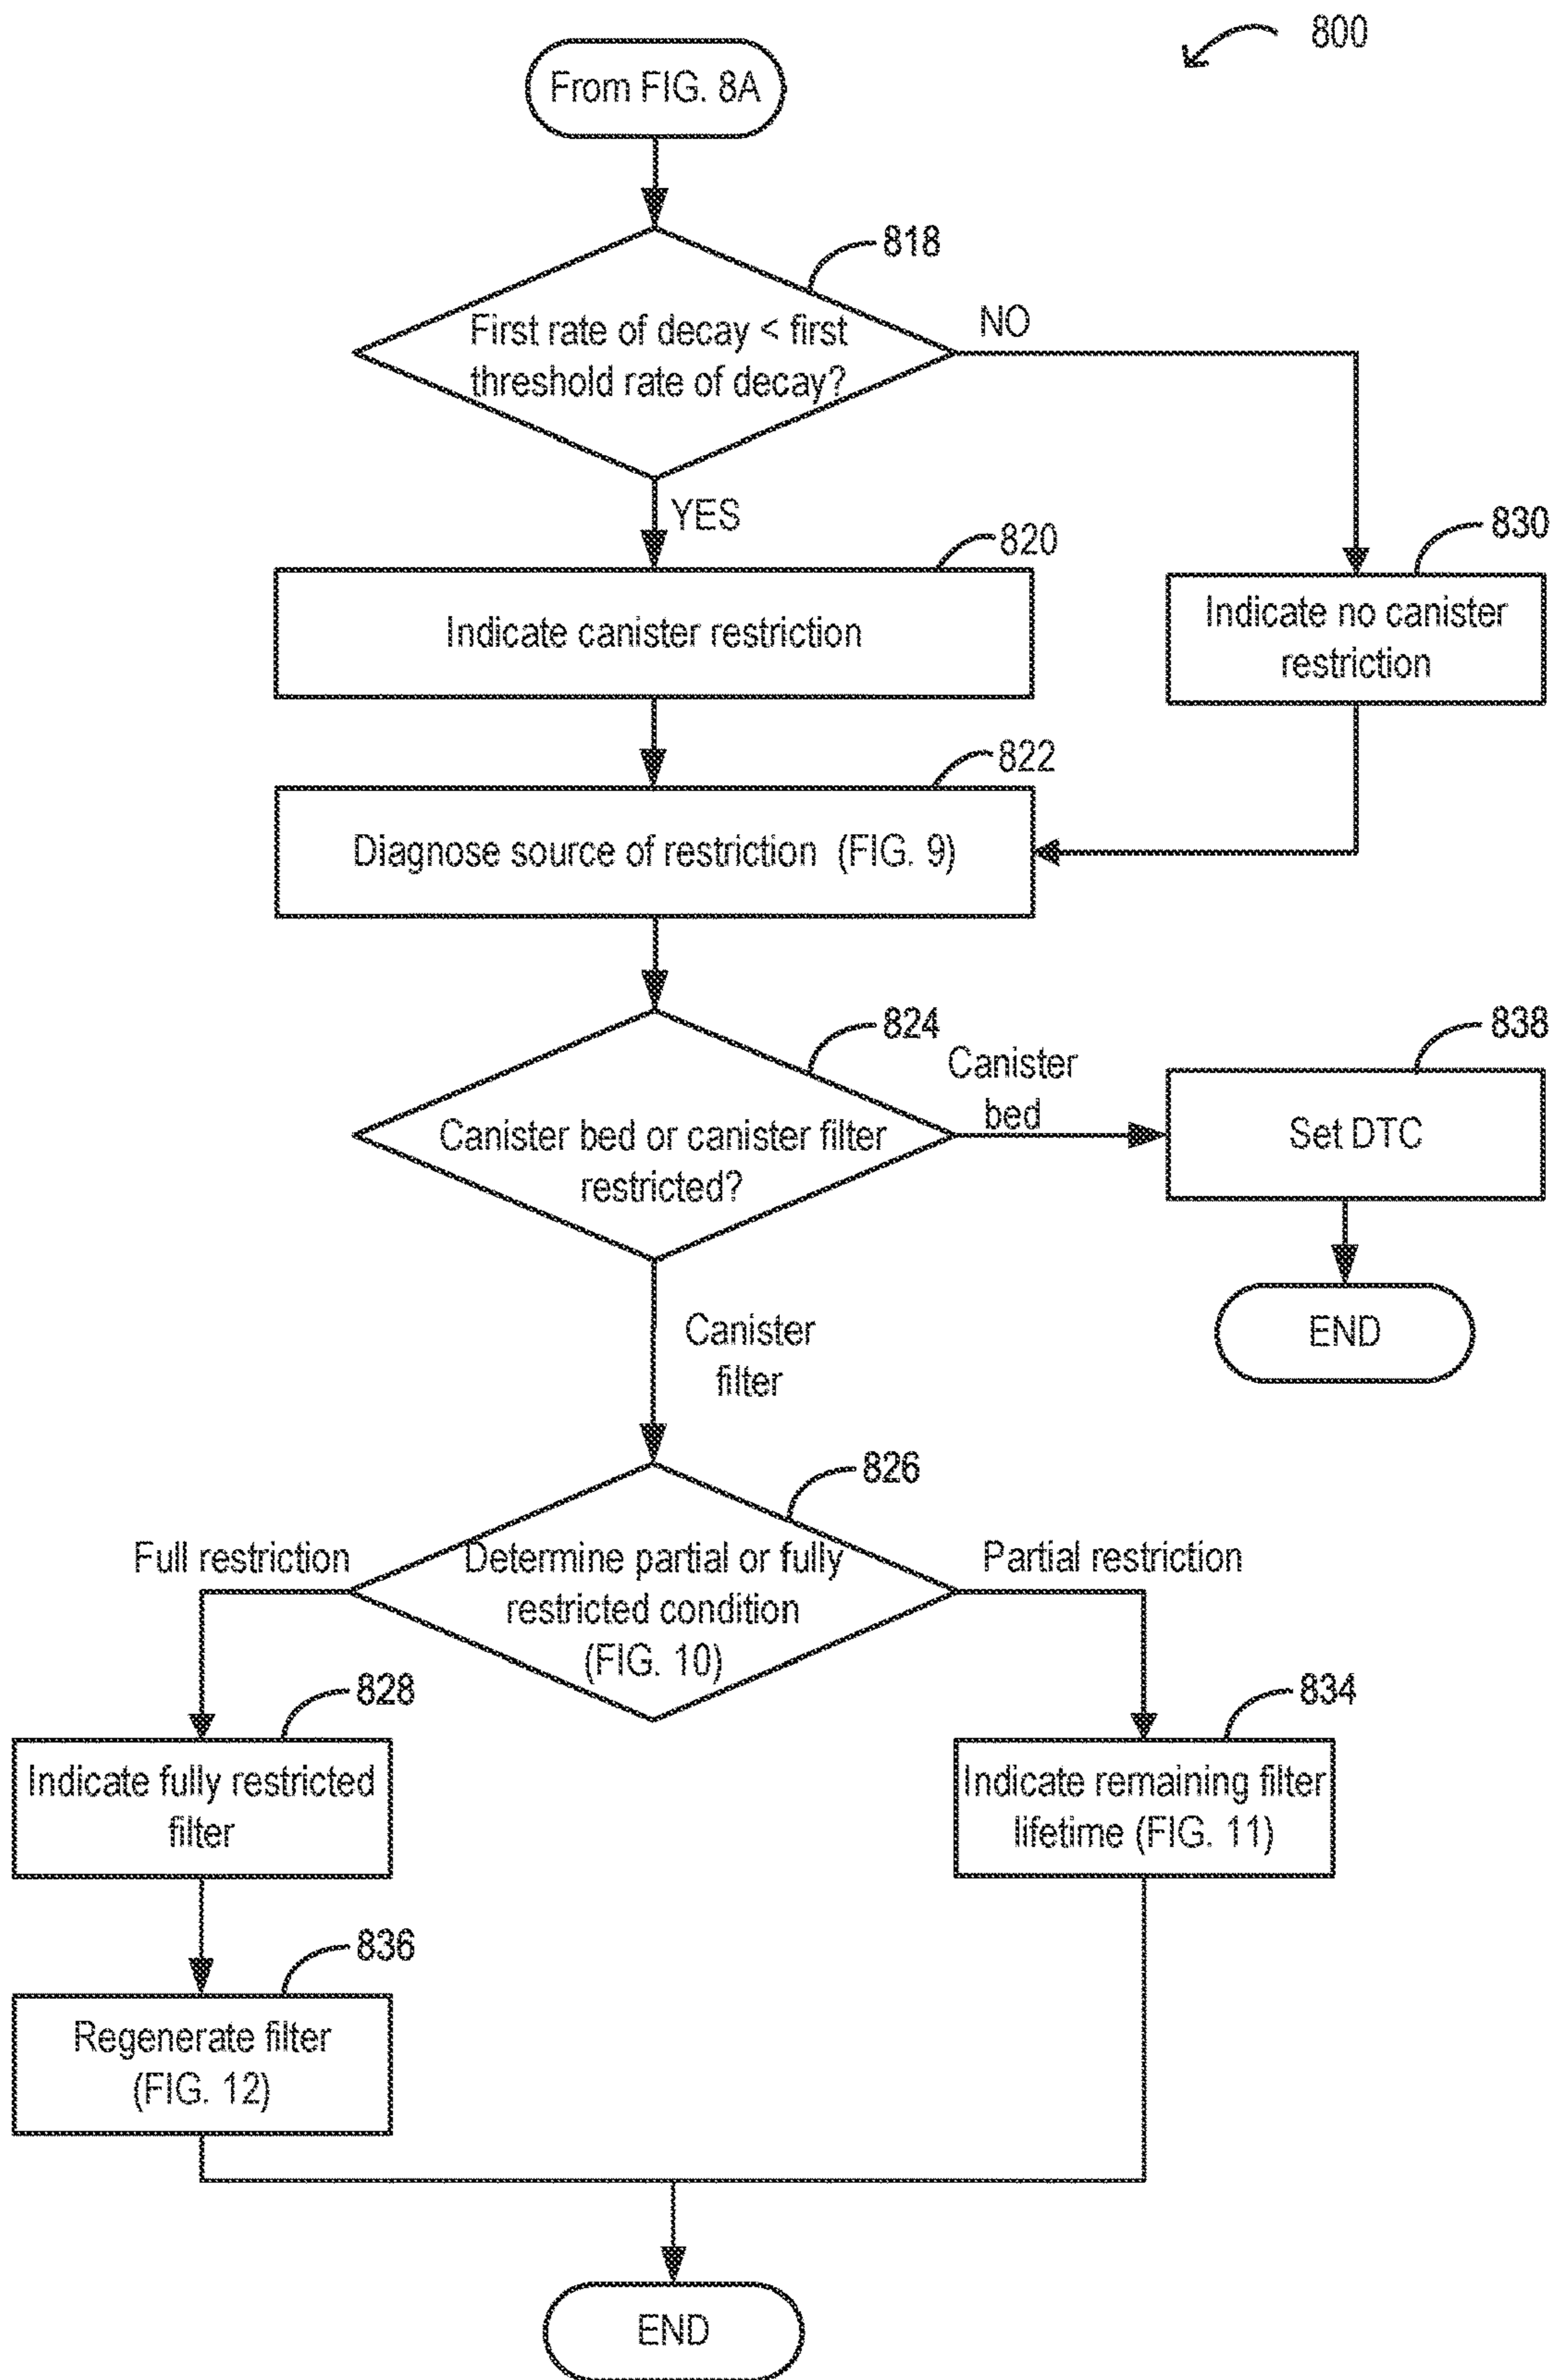 800
From FIG. 8A
818
First rate of decay < first
threshold rate of decay?
NO
YES
820
Indicate canister restriction
830
Indicate no canister
restriction
822
Diagnose source of restriction (FIG. 9)
824
Canister bed or canister filter
restricted?
Canister
bed
838
Set DTC
END
Canister
filter
826
Determine partial or fully
restricted condition
(FIG. 10)
Full restriction
Partial restriction
828
Indicate fully restricted
filter
834
Indicate remaining filter
lifetime (FIG. 11)
836
Regenerate filter
(FIG. 12)
END